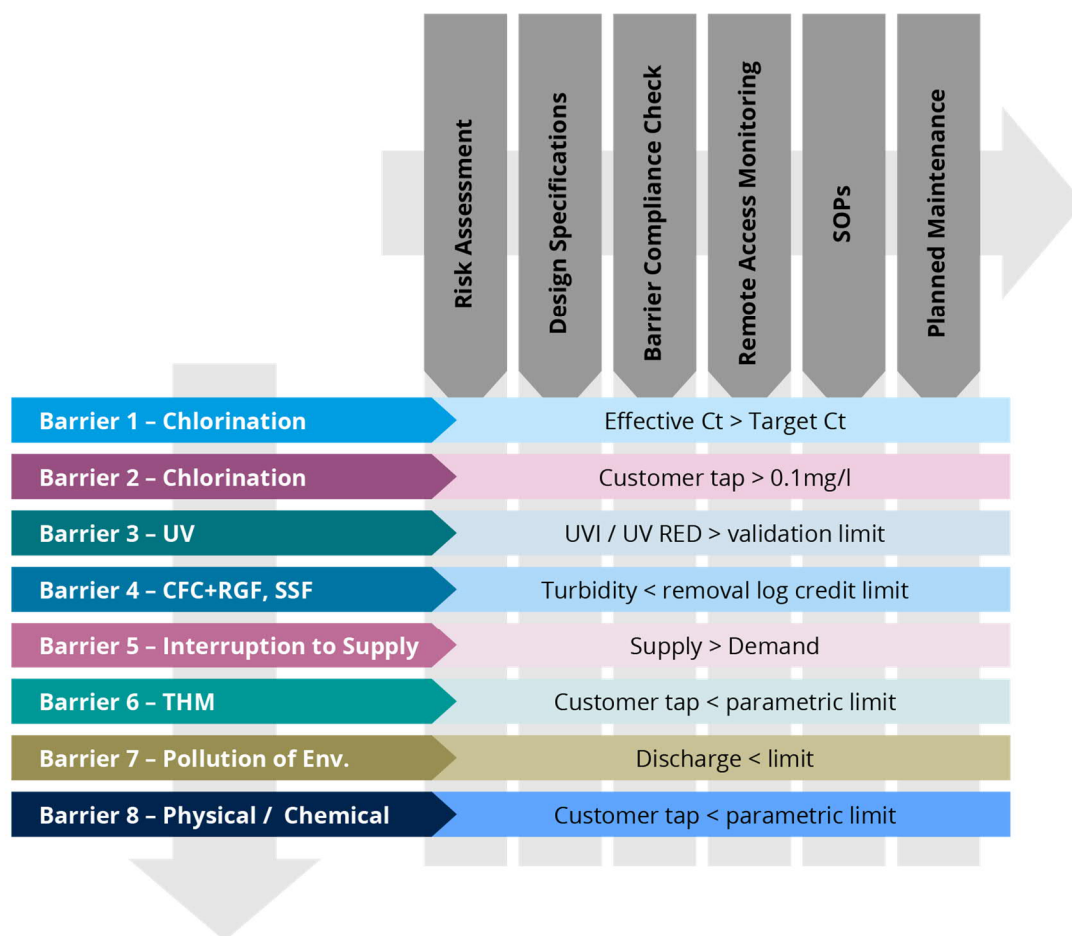 Risk Assessment
Design Specifications
Barrier Compliance Check
Remote Access Monitoring
SOPs
Planned Maintenance
Barrier 1 – Chlorination
Effective Ct > Target Ct
Barrier 2 – Chlorination
Customer tap > 0.1mg/l
Barrier 3 – UV
UVI / UV RED > validation limit
Barrier 4 – CFC+RGF, SSF
Turbidity < removal log credit limit
Barrier 5 – Interruption to Supply
Supply > Demand
Barrier 6 – THM
Customer tap < parametric limit
Barrier 7 – Pollution of Env.
Discharge < limit
Barrier 8 – Physical /  Chemical
Customer tap < parametric limit